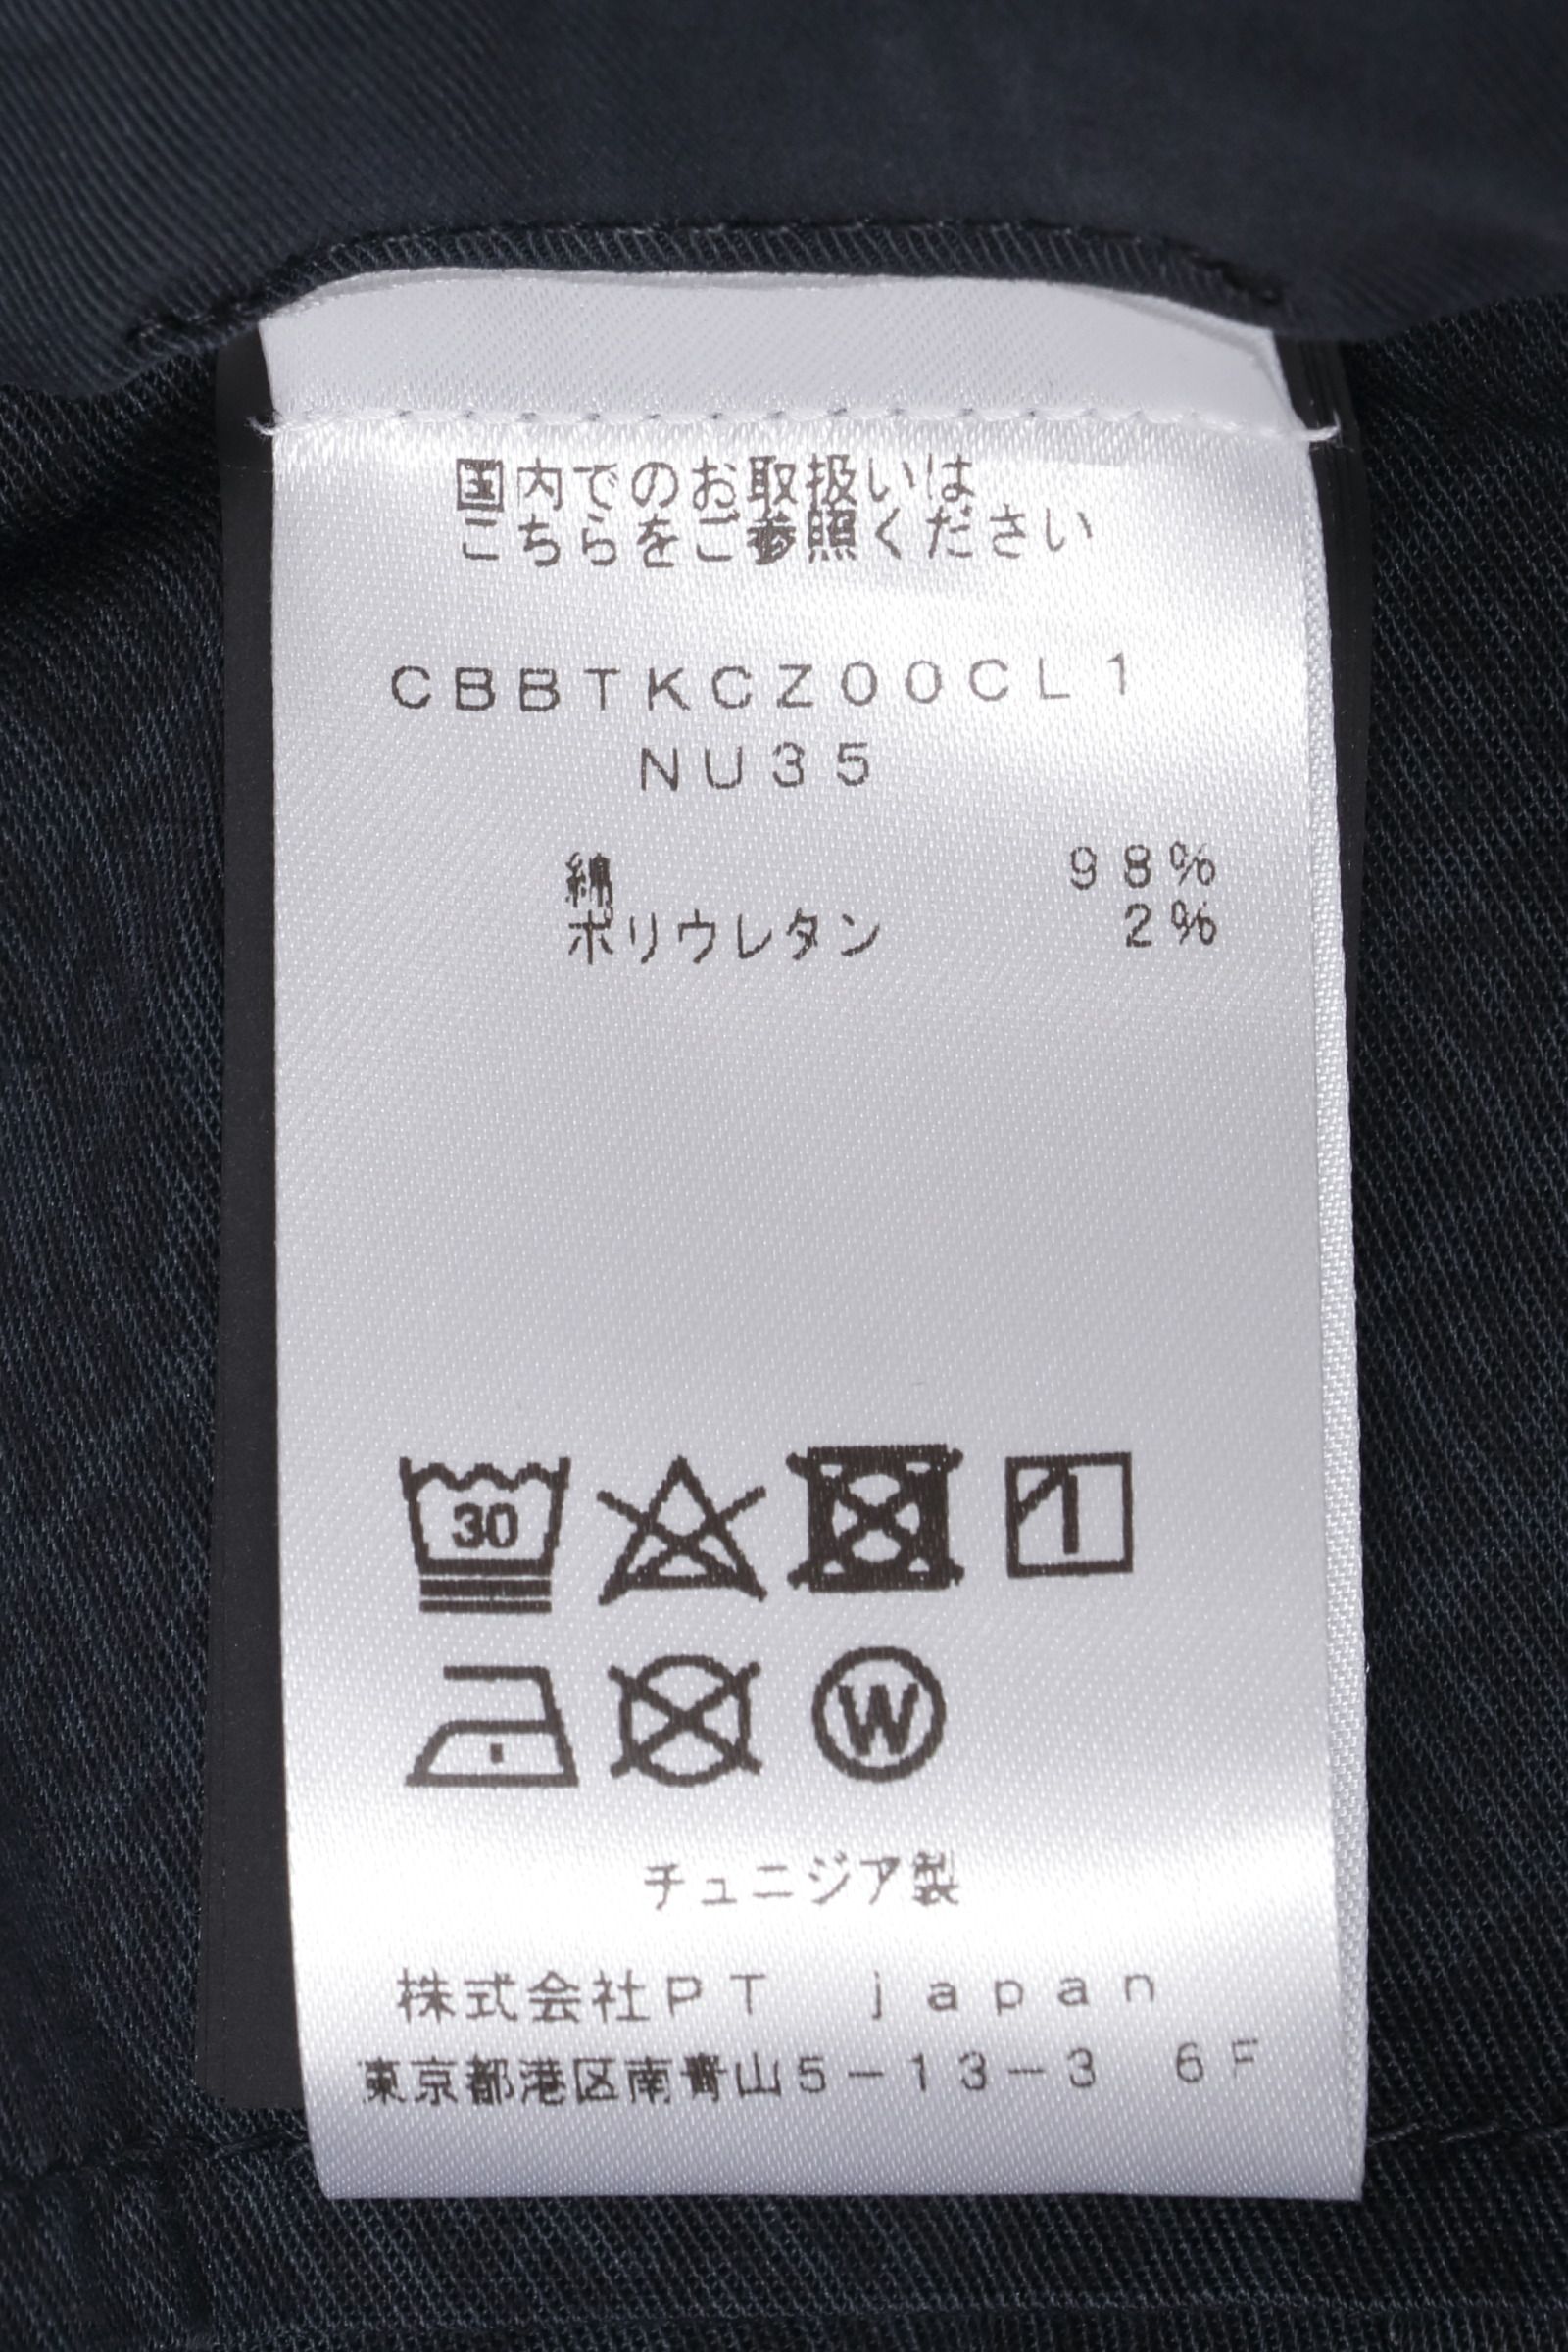 国内でのお取扱いは
こちらをご参照ください
CBBTKCZ00CL1
NU35
綿 98%
ポリウレタン 2%
30
W
チュニジア製
株式会社PT japan
東京都港区南青山5-13-3 6F